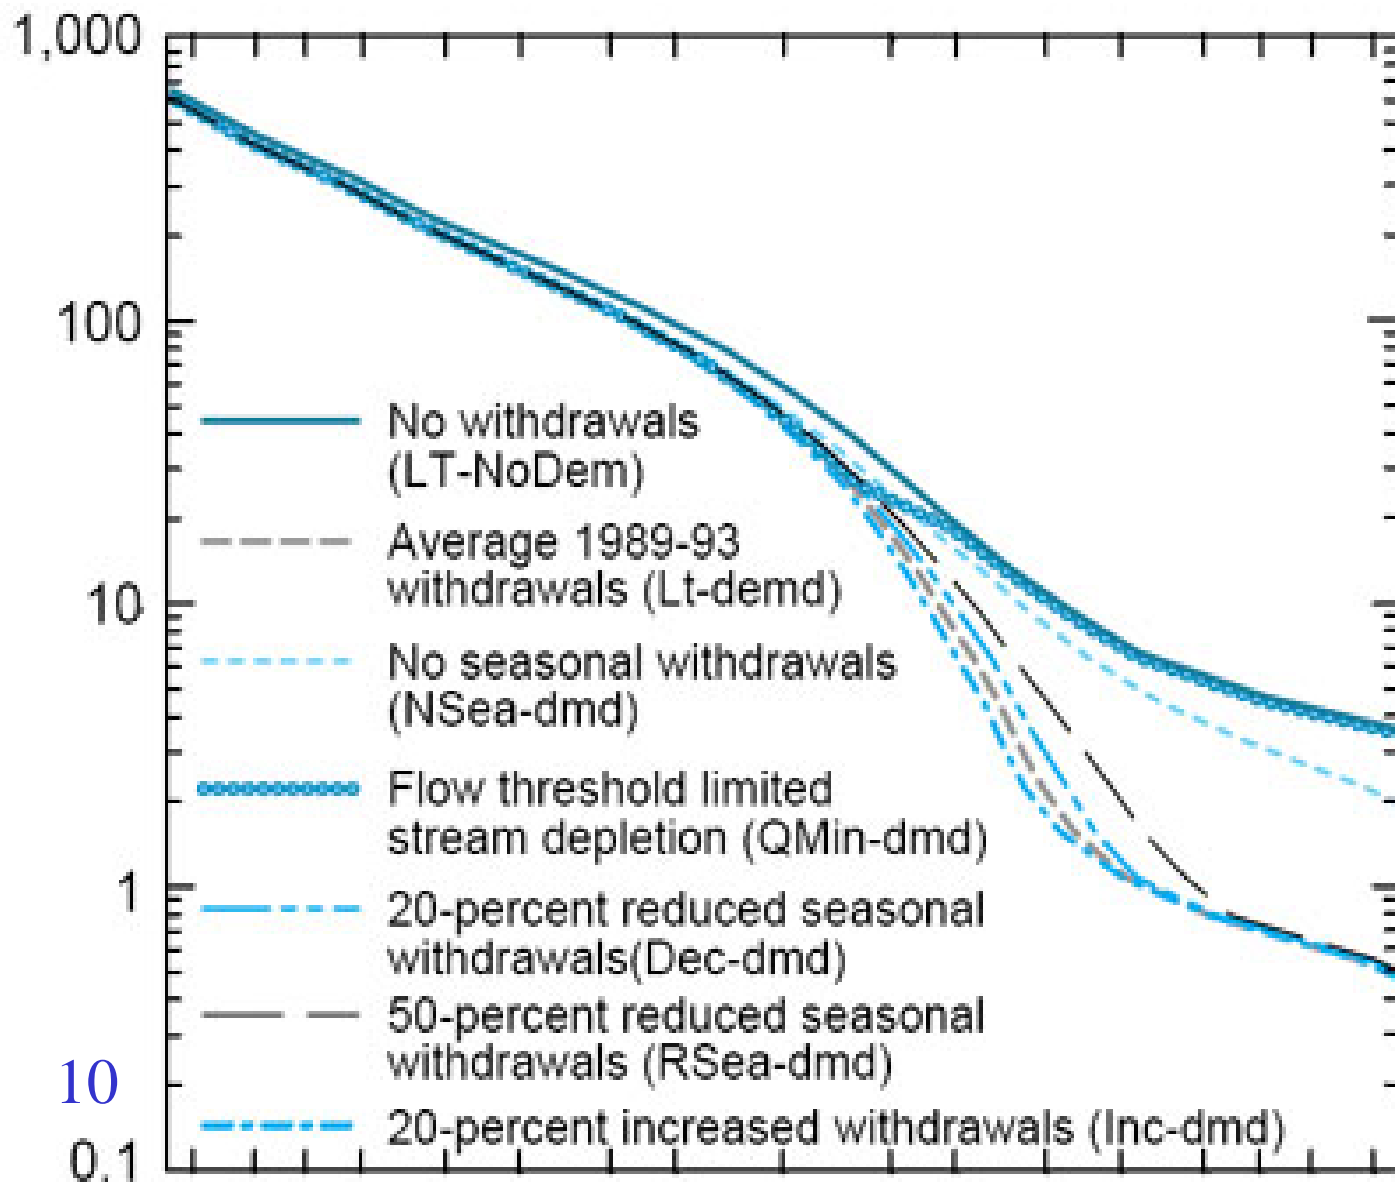 1,000
100
10
1
10
0.1
No withdrawals
(LT-NoDem)
Average 1989-93
withdrawals (Lt-demd)
No seasonal withdrawals
(NSea-dmd)
Flow threshold limited
stream depletion (QMin-dmd)
20-percent reduced seasonal
withdrawals(Dec-dmd)
50-percent reduced seasonal
withdrawals (RSea-dmd)
20-percent increased withdrawals (Inc-dmd)